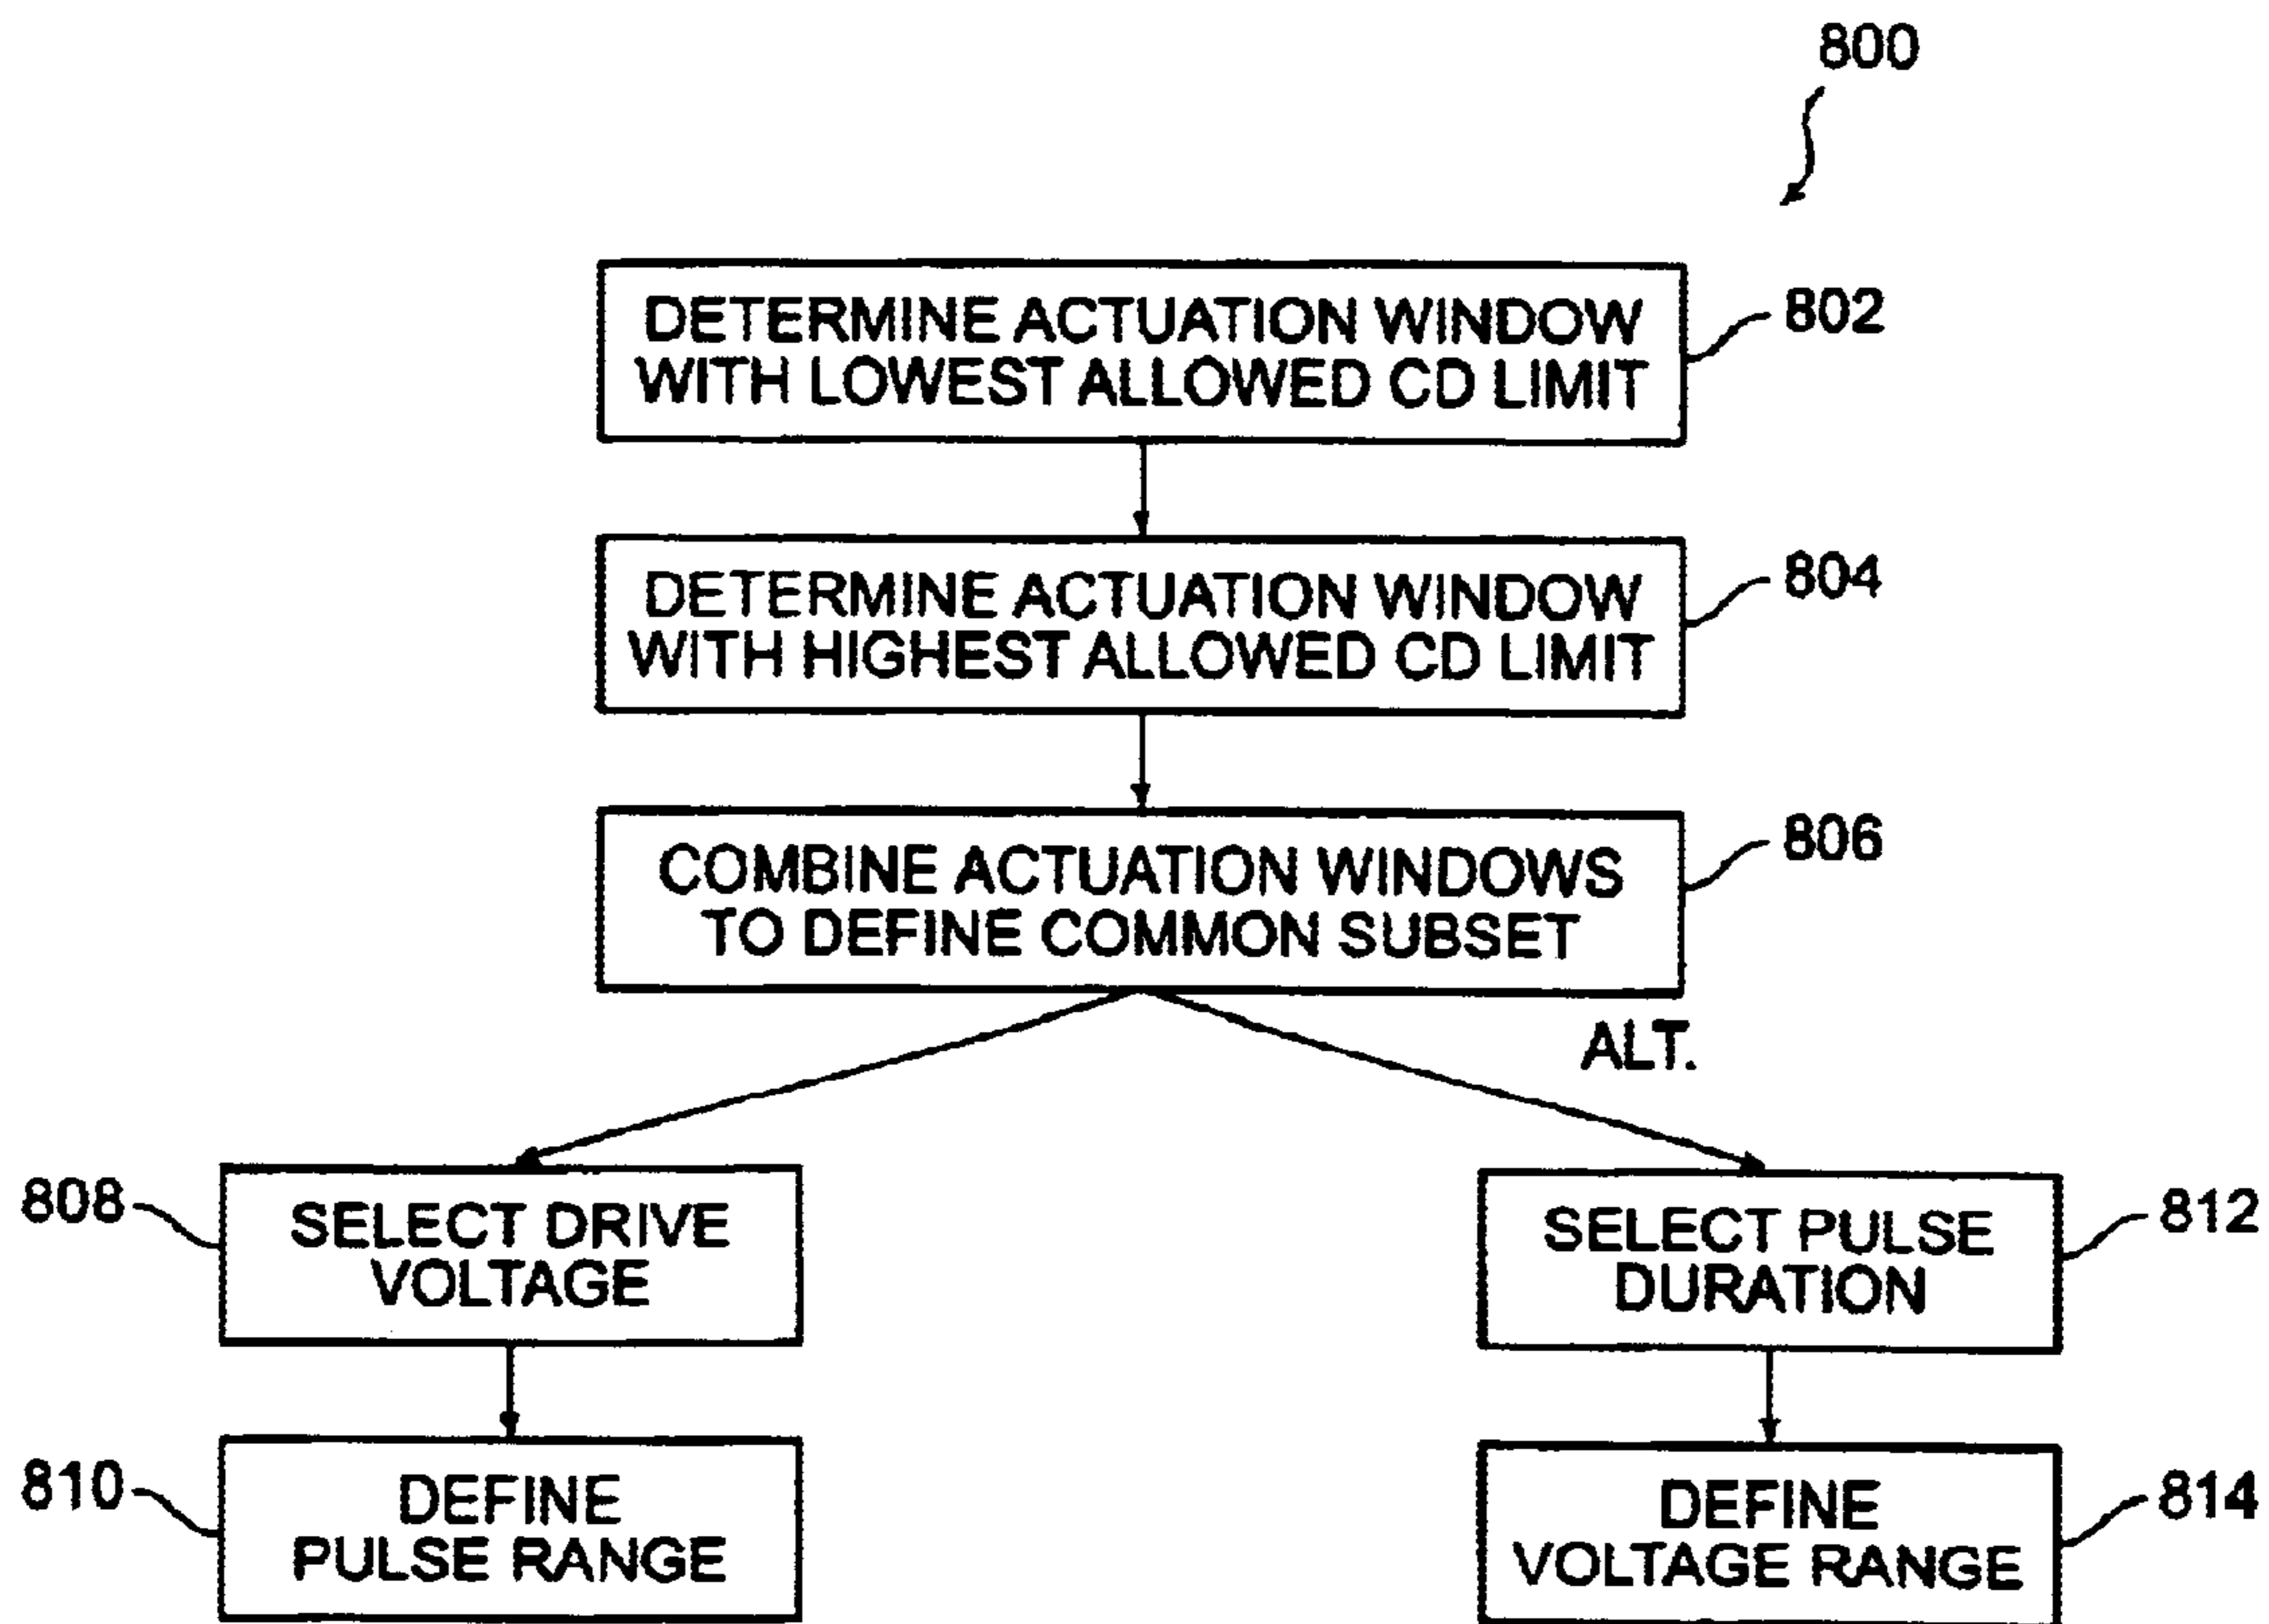 800
DETERMINE ACTUATION WINDOW
WITH LOWEST ALLOWED CD LIMIT
802
DETERMINE ACTUATION WINDOW
WITH HIGHEST ALLOWED CD LIMIT
804
COMBINE ACTUATION WINDOWS
TO DEFINE COMMON SUBSET
806
ALT.
808
SELECT DRIVE
VOLTAGE
SELECT PULSE
DURATION
812
810
DEFINE
PULSE RANGE
DEFINE
VOLTAGE RANGE
814